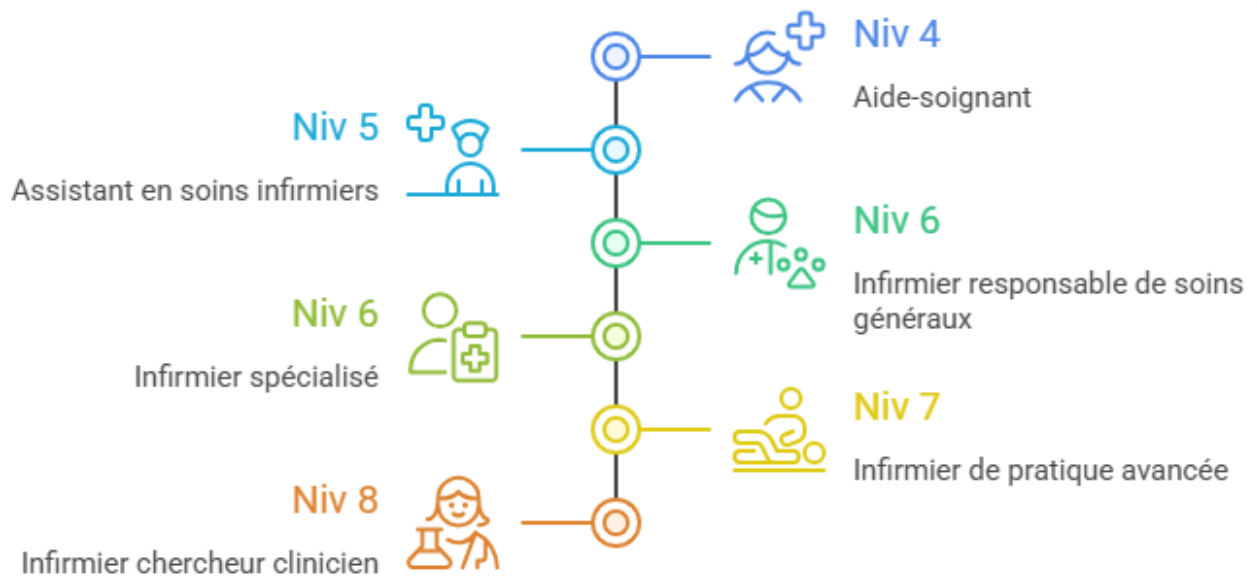 Niv 4
Aide-soignant
Niv 5
Assistant en soins infirmiers
Niv 6
Infirmier responsable de soins
généraux
Niv 6
Infirmier spécialisé
Niv 7
Infirmier de pratique avancée
Niv 8
Infirmier chercheur clinicien